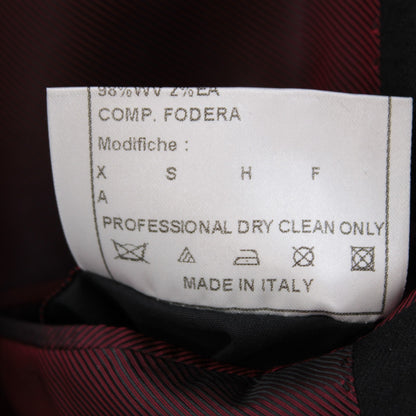 98%WV 2%EA
COMP. FODERA
Modifiche :
X S H F
A
PROFESSIONAL DRY CLEAN ONLY
MADE IN ITALY